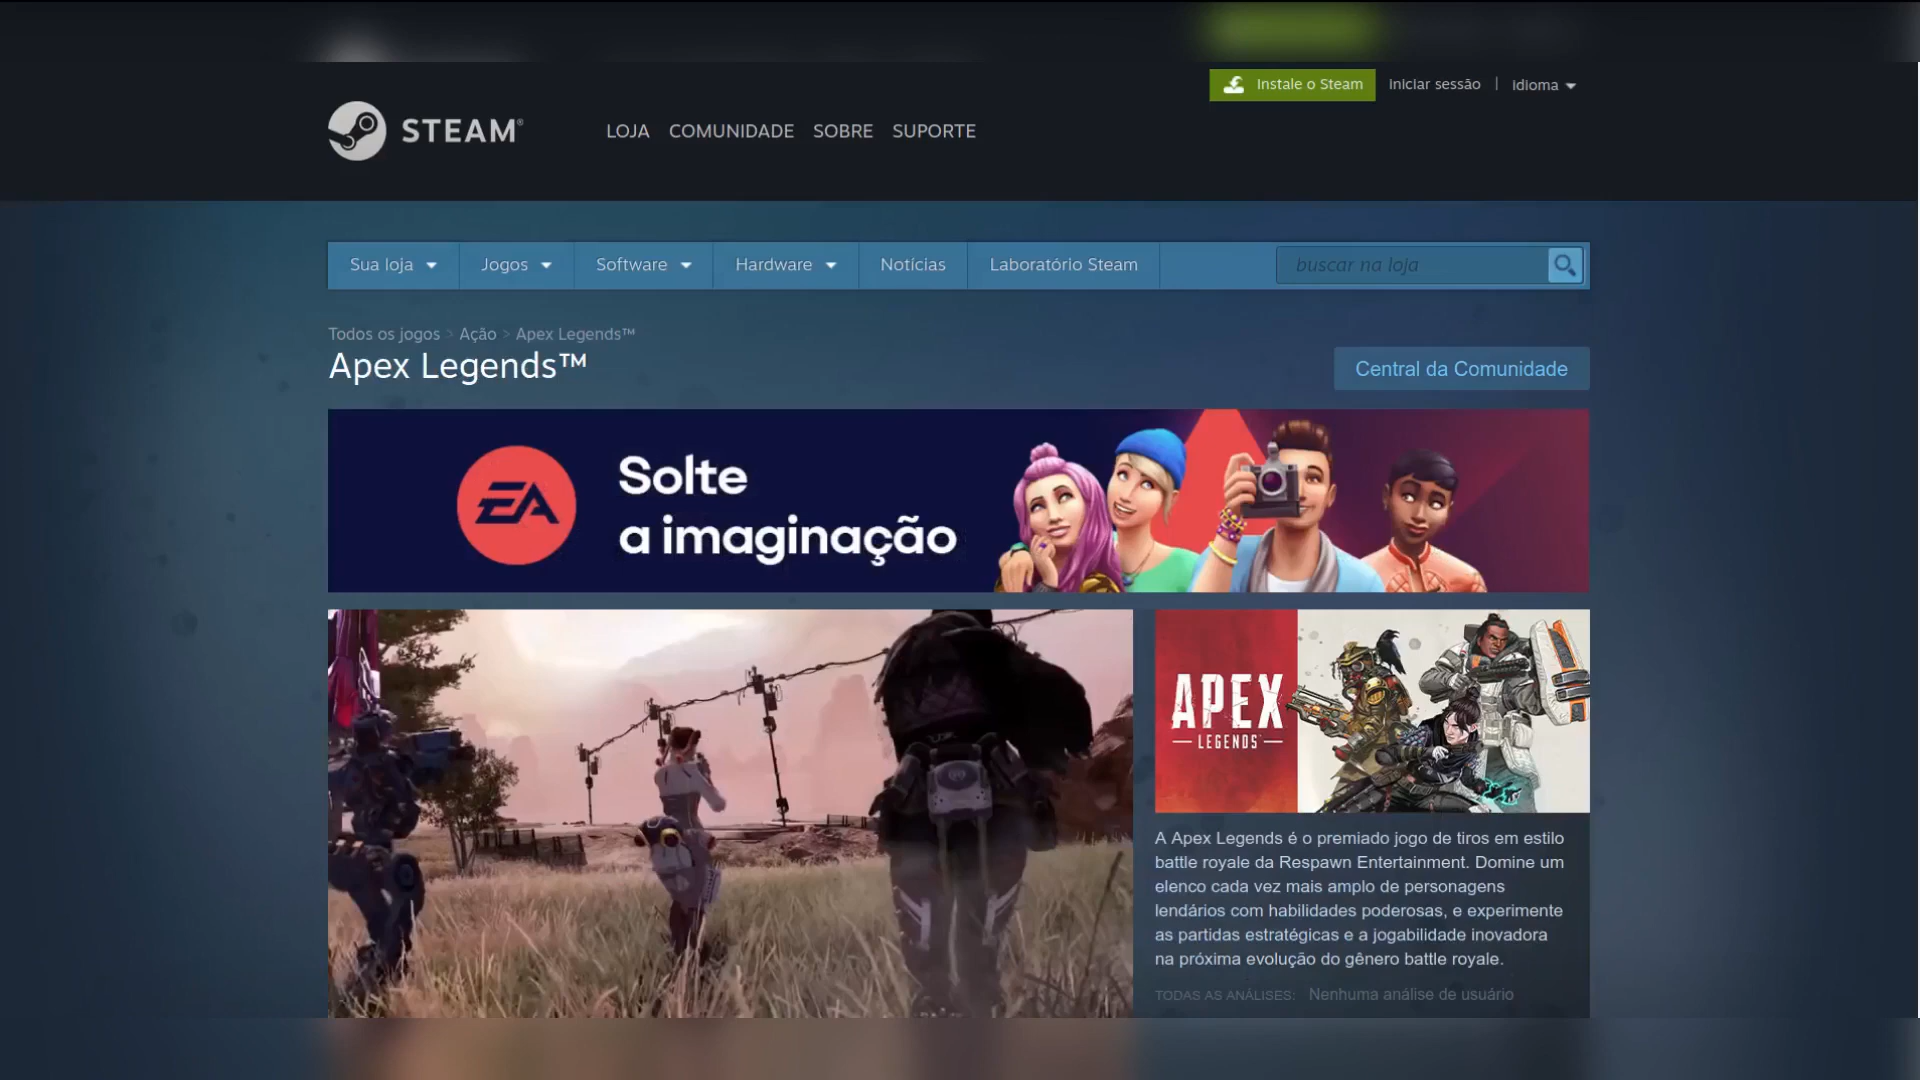 Instale o Steam
Iniciar sessão | Idioma
STEAM®
LOJA COMUNIDADE SOBRE SUPORTE
Sua loja Jogos Software Hardware Notícias Laboratório Steam buscar na loja
Todos os jogos > Ação > Apex Legends™
Apex Legends™
Central da Comunidade
EA
Solte
a imaginação
APEX
LEGENDS
A Apex Legends é o premiado jogo de tiros em estilo
battle royale da Respawn Entertainment. Domine um
elenco cada vez mais amplo de personagens
lendários com habilidades poderosas, e experimente
as partidas estratégicas e a jogabilidade inovadora
na próxima evolução do gênero battle royale.
TODAS AS ANÁLISES: Nenhuma análise de usuário